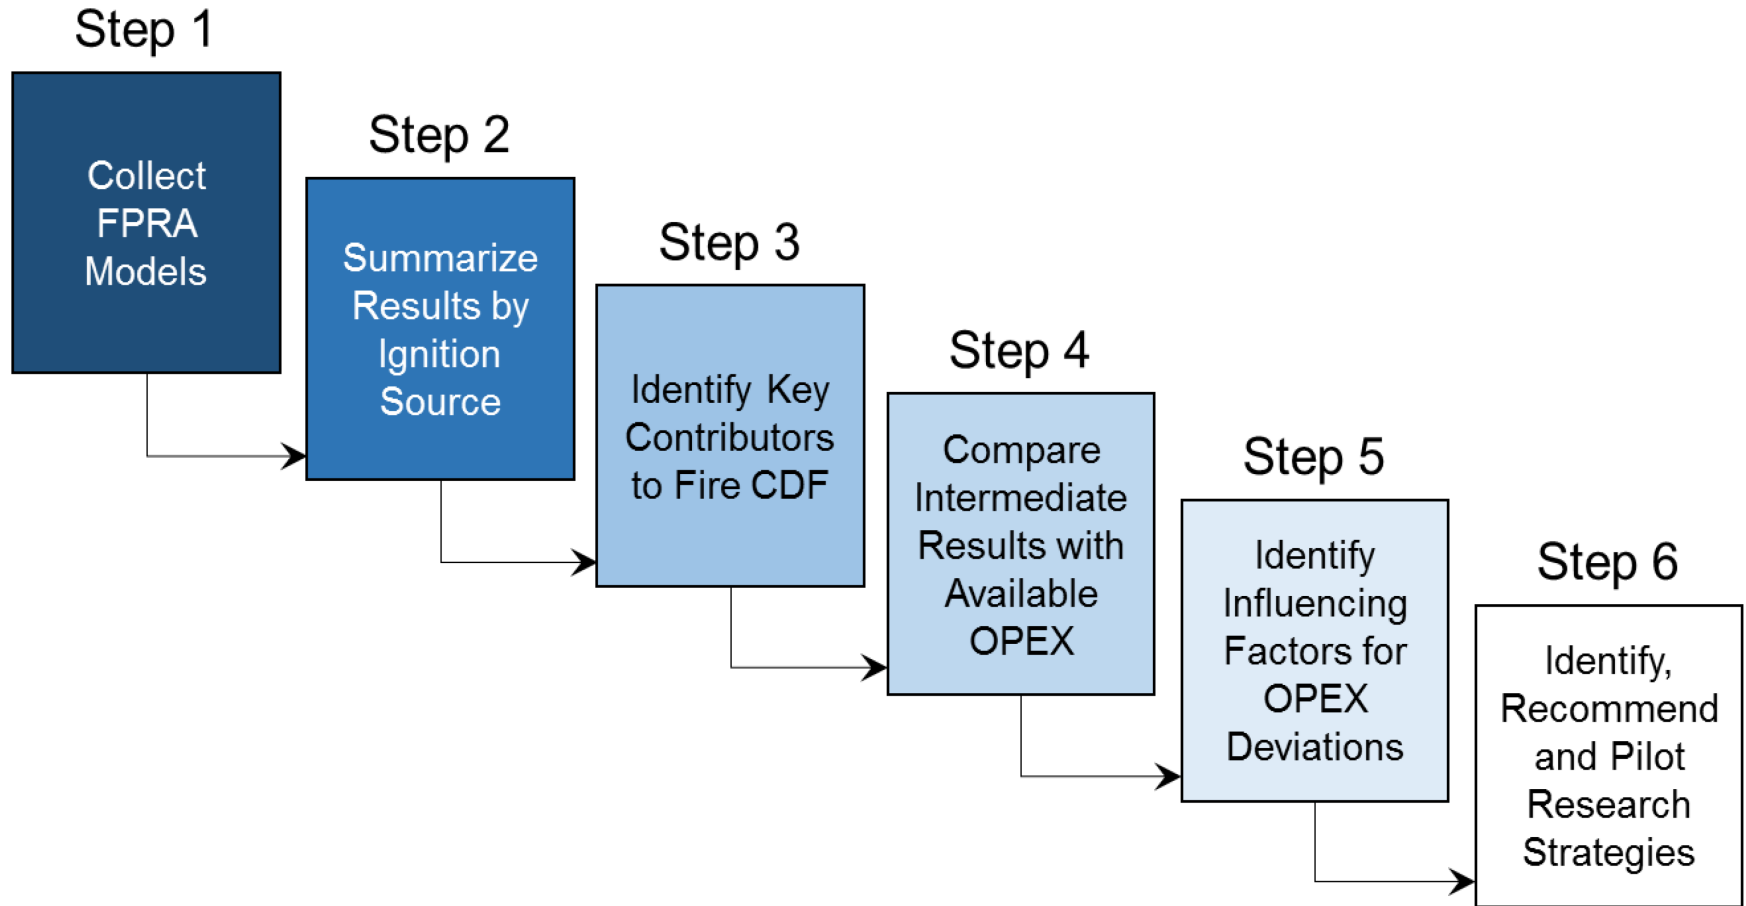 Step 1
Collect
FPRA
Models
Step 2
Summarize
Results by
Ignition
Source
Step 3
Identify Key
Contributors
to Fire CDF
Step 4
Compare
Intermediate
Results with
Available
OPEX
Step 5
Identify
Influencing
Factors for
OPEX
Deviations
Step 6
Identify,
Recommend
and Pilot
Research
Strategies